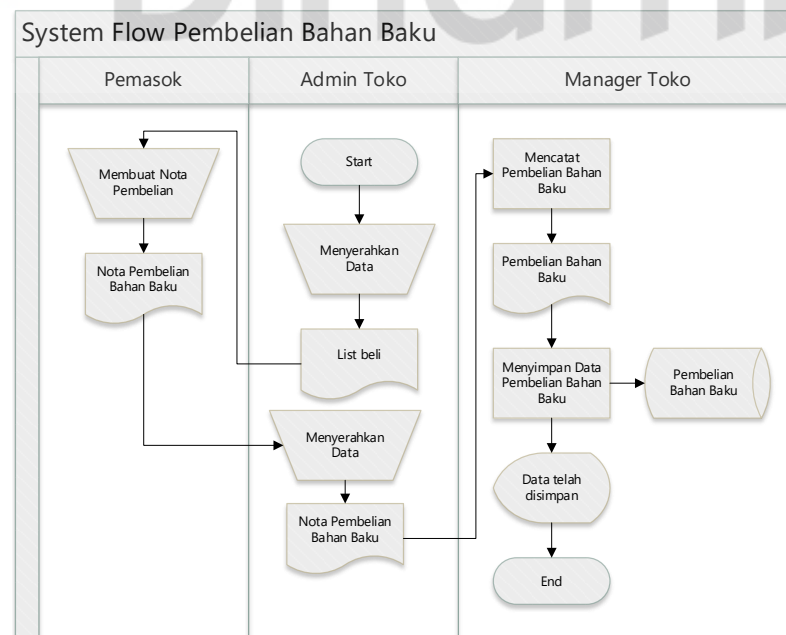 System Flow Pembelian Bahan Baku
Pemasok
Admin Toko
Manager Toko
Membuat Nota
Pembelian
Nota Pembelian
Bahan Baku
Start
Menyerahkan
Data
List beli
Menyerahkan
Data
Nota Pembelian
Bahan Baku
Mencatat
Pembelian Bahan
Baku
Pembelian Bahan
Baku
Menyimpan Data
Pembelian Bahan
Baku
Pembelian
Bahan Baku
Data telah
disimpan
End